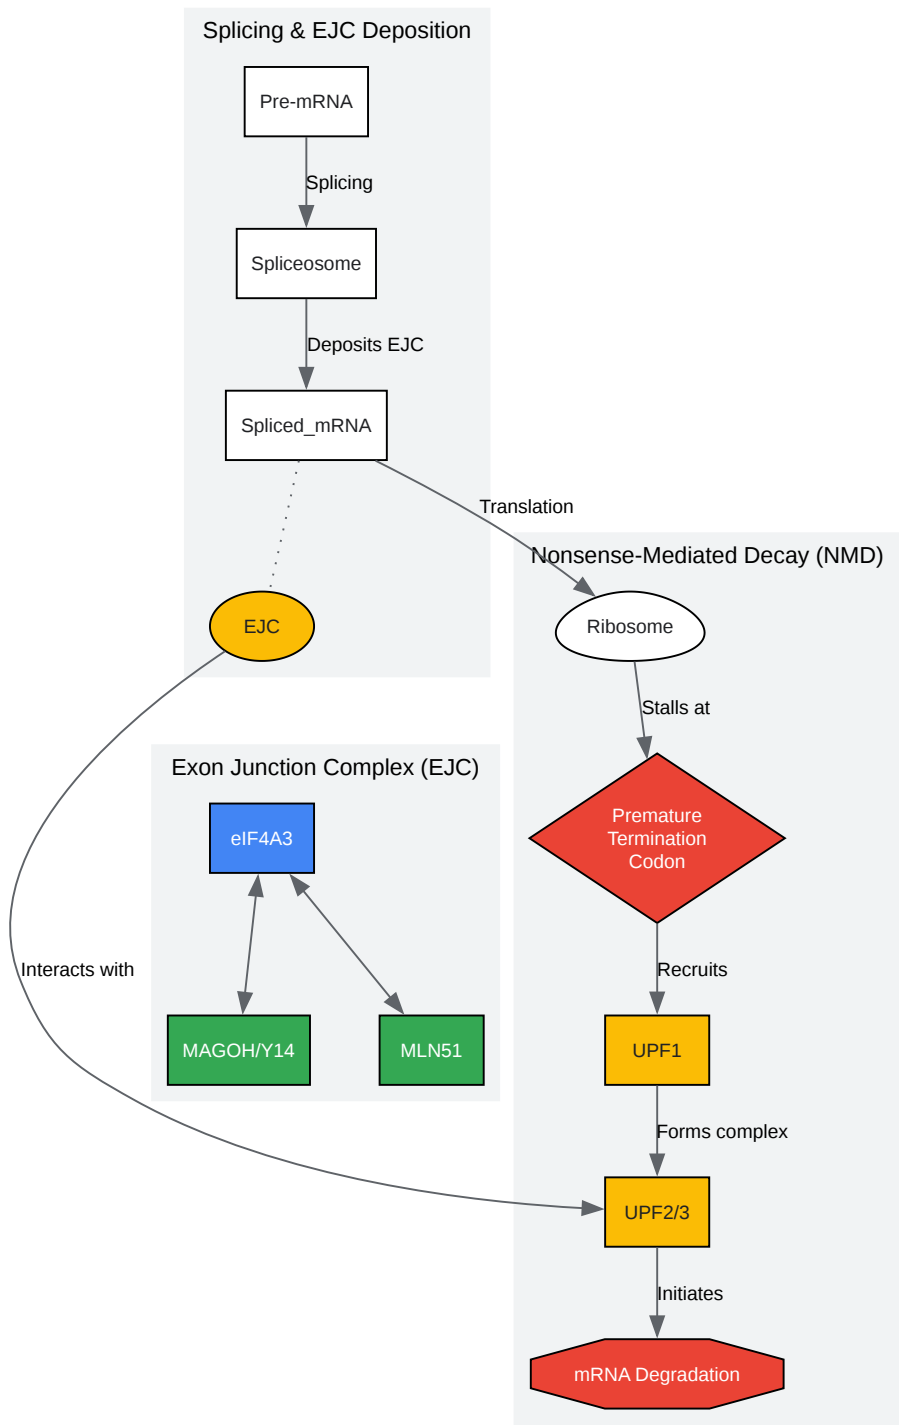 Splicing & EJC Deposition
Pre-mRNA
Splicing
Spliceosome
Deposits EJC
Spliced_mRNA
Translation
EJC
Nonsense-Mediated Decay (NMD)
Ribosome
Stalls at
Exon Junction Complex (EJC)
eIF4A3
Premature
Termination
Codon
Interacts with
Recruits
MAGOH/Y14
MLN51
UPF1
Forms complex
UPF2/3
Initiates
mRNA Degradation